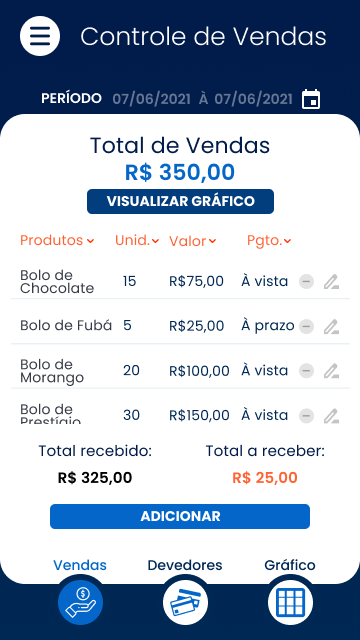 Controle de Vendas
PERÍODO 07/06/2021 À 07/06/2021
Total de Vendas
R$ 350,00
VISUALIZAR GRÁFICO
Produtos Unid. Valor Pgto.
Bolo de
Chocolate 15 R$75,00 À vista
Bolo de Fubá 5 R$25,00 À prazo
Bolo de
Morango 20 R$100,00 À vista
Bolo de
Prestígio 30 R$150,00 À vista
Total recebido: Total a receber:
R$ 325,00 R$ 25,00
ADICIONAR
Vendas Devedores Gráfico